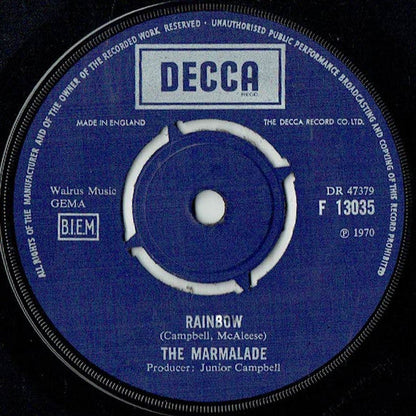 ALL RIGHTS OF THE MANUFACTURER AND OF THE OWNER OF THE RECORDED WORK RESERVED · UNAUTHORISED PUBLIC PERFORMANCE BROADCASTING AND COPYING OF THIS RECORD PROHIBITED
DECCA
MADE IN ENGLAND
THE DECCA RECORD CO. LTD.
Walrus Music
GEMA
B.I.E.M
DR 47379
F 13035
℗ 1970
RAINBOW
(Campbell, McAleese)
THE MARMALADE
Producer: Junior Campbell